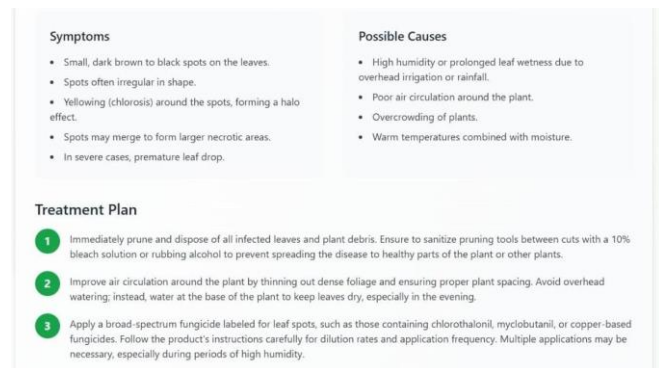 Symptoms
• Small, dark brown to black spots on the leaves.
• Spots often irregular in shape.
• Yellowing (chlorosis) around the spots, forming a halo
effect.
• Spots may merge to form larger necrotic areas.
• In severe cases, premature leaf drop.
Possible Causes
• High humidity or prolonged leaf wetness due to
overhead irrigation or rainfall.
• Poor air circulation around the plant.
• Overcrowding of plants.
• Warm temperatures combined with moisture.
Treatment Plan
1 Immediately prune and dispose of all infected leaves and plant debris. Ensure to sanitize pruning tools between cuts with a 10%
bleach solution or rubbing alcohol to prevent spreading the disease to healthy parts of the plant or other plants.
2 Improve air circulation around the plant by thinning out dense foliage and ensuring proper plant spacing. Avoid overhead
watering; instead, water at the base of the plant to keep leaves dry, especially in the evening.
3 Apply a broad-spectrum fungicide labeled for leaf spots, such as those containing chlorothalonil, myclobutanil, or copper-based
fungicides. Follow the product's instructions carefully for dilution rates and application frequency. Multiple applications may be
necessary, especially during periods of high humidity.